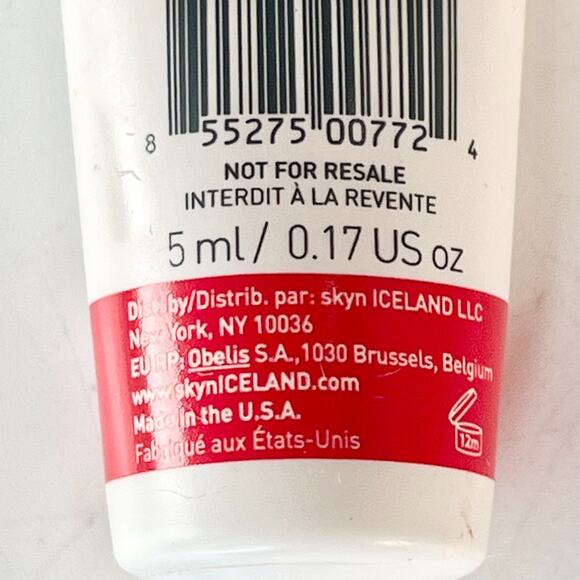 8 55275 00772 4
NOT FOR RESALE
INTERDIT À LA REVENTE
5 ml / 0.17 US oz
Dist. by/Distrib. par: skyn ICELAND LLC
New York, NY 10036
EU RP: Obelis S.A.,1030 Brussels, Belgium
www.skynICELAND.com
Made in the U.S.A.
Fabriqué aux États-Unis
12m